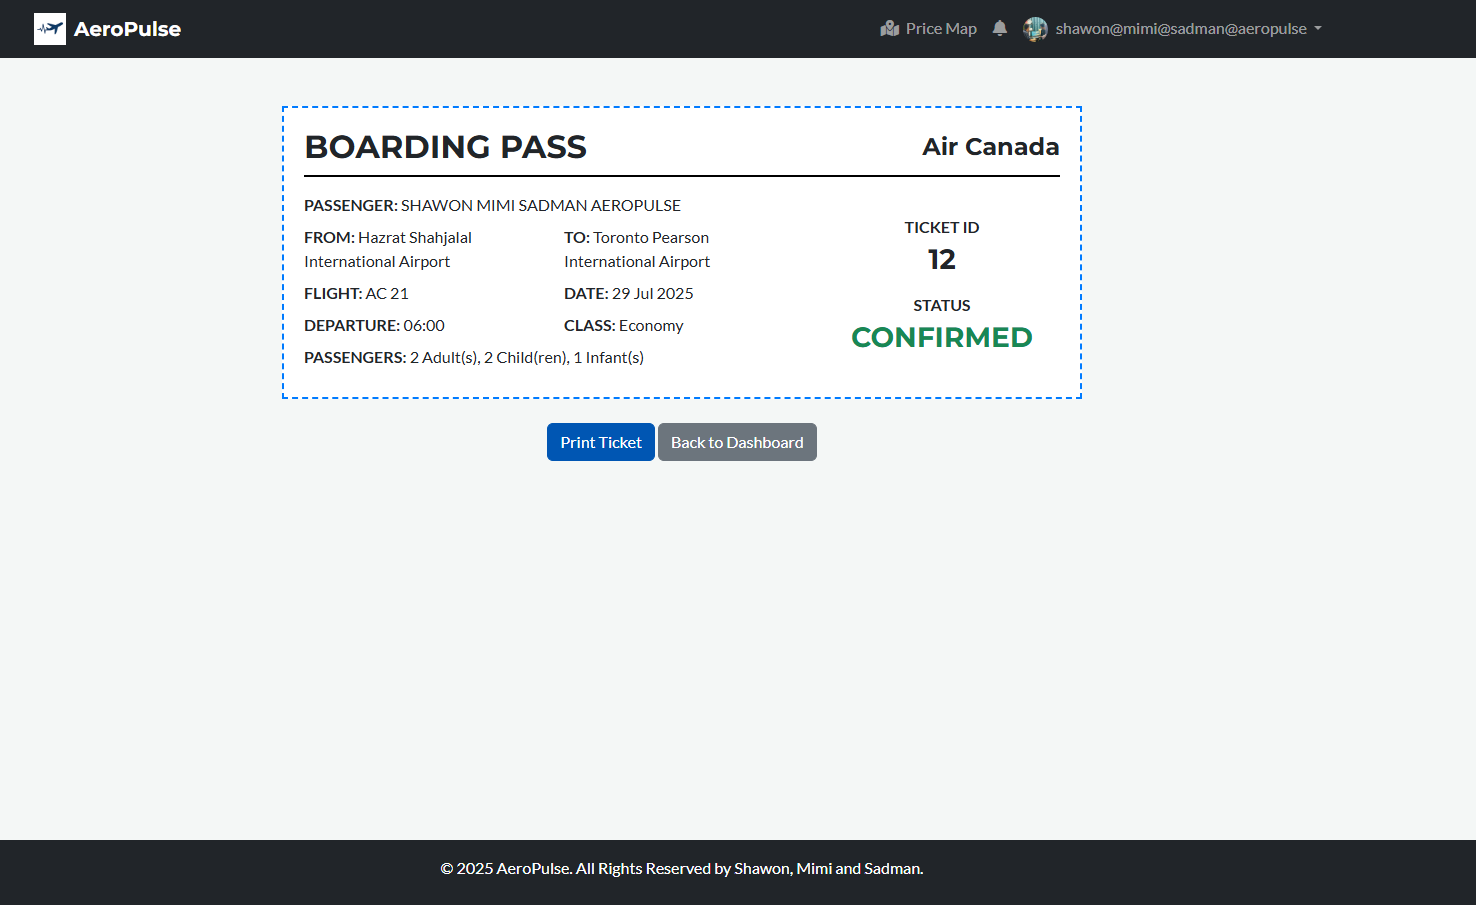 AeroPulse
Price Map
shawon@mimi@sadman@aeropulse
BOARDING PASS
Air Canada
PASSENGER: SHAWON MIMI SADMAN AEROPULSE
FROM: Hazrat Shahjalal
International Airport
TO: Toronto Pearson
International Airport
FLIGHT: AC 21
DATE: 29 Jul 2025
DEPARTURE: 06:00
CLASS: Economy
PASSENGERS: 2 Adult(s), 2 Child(ren), 1 Infant(s)
TICKET ID
12
STATUS
CONFIRMED
Print Ticket
Back to Dashboard
© 2025 AeroPulse. All Rights Reserved by Shawon, Mimi and Sadman.